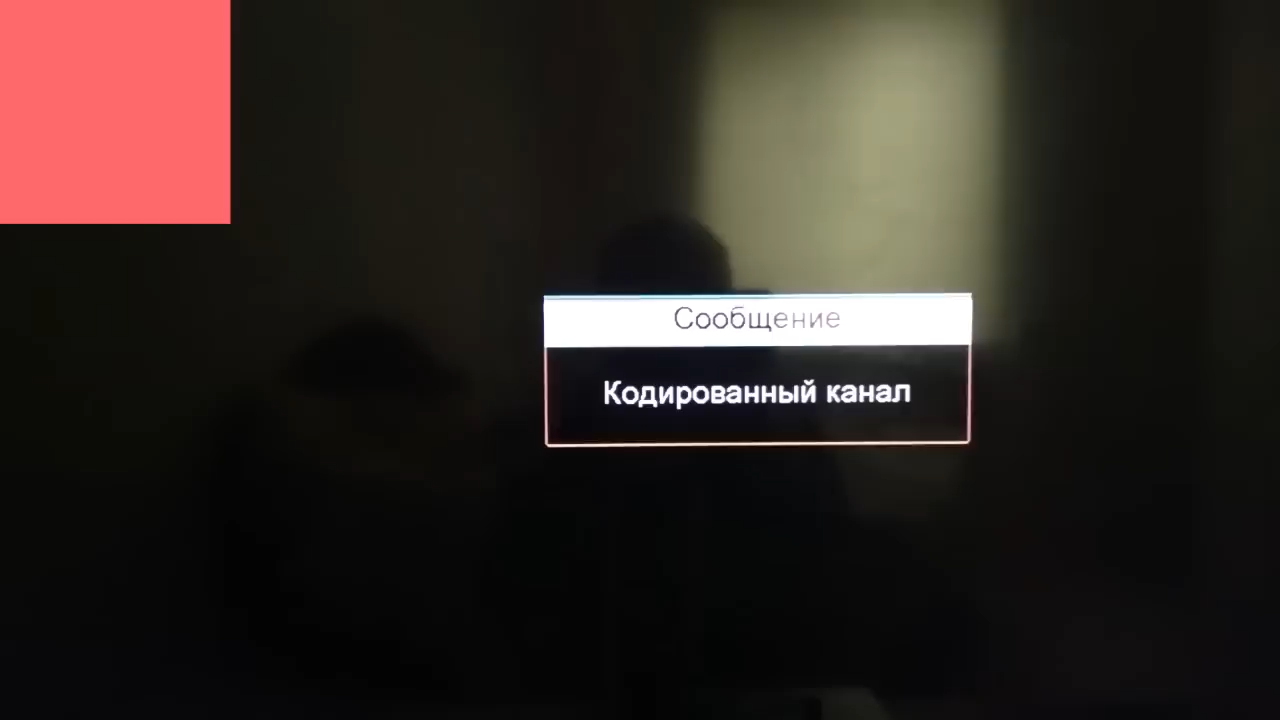 Сообщение
Кодированный канал